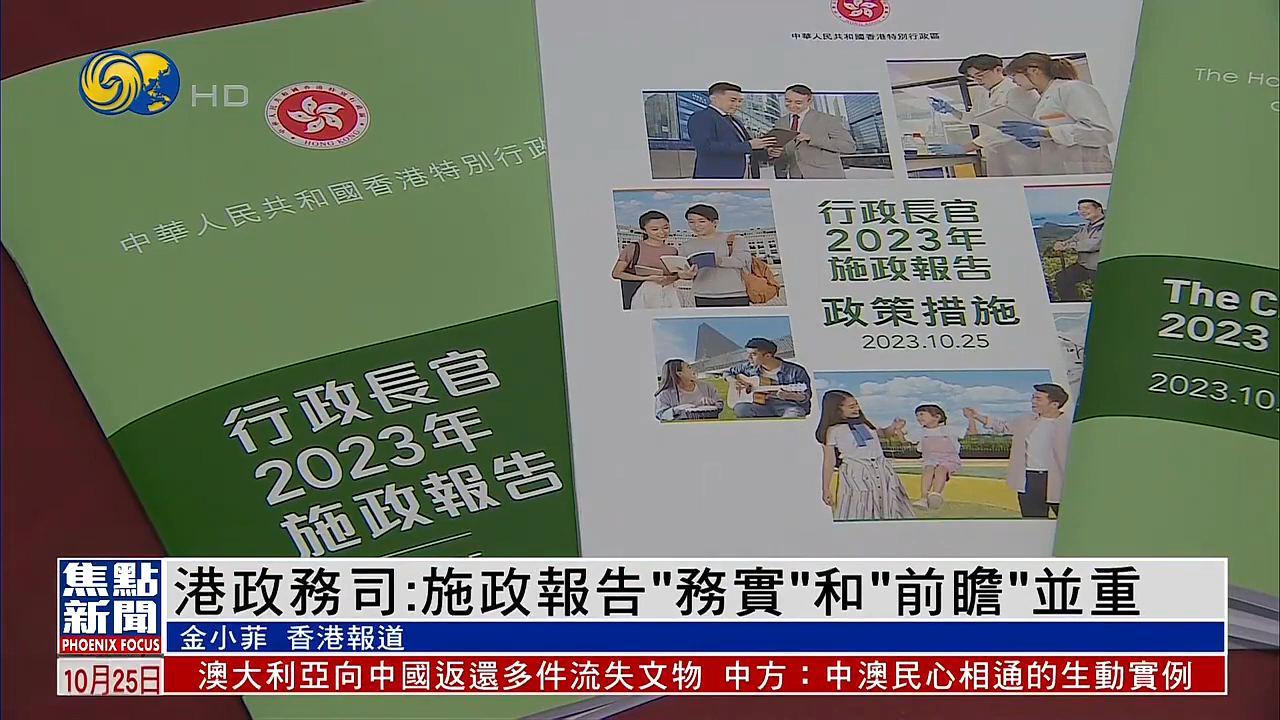 HD
HONG KONG
中華人民共和國香港特別行政
行政長官
2023年
施政報告
中華人民共和國香港特別行政區
行政長官
2023年
施政報告
政策措施
2023.10.25
The Ho
The C
2023
2023.10.
焦點
新聞
PHOENIX FOCUS
港政務司:施政報告"務實"和"前瞻"並重
金小菲 香港報道
10月25日
澳大利亞向中國返還多件流失文物 中方：中澳民心相通的生動實例